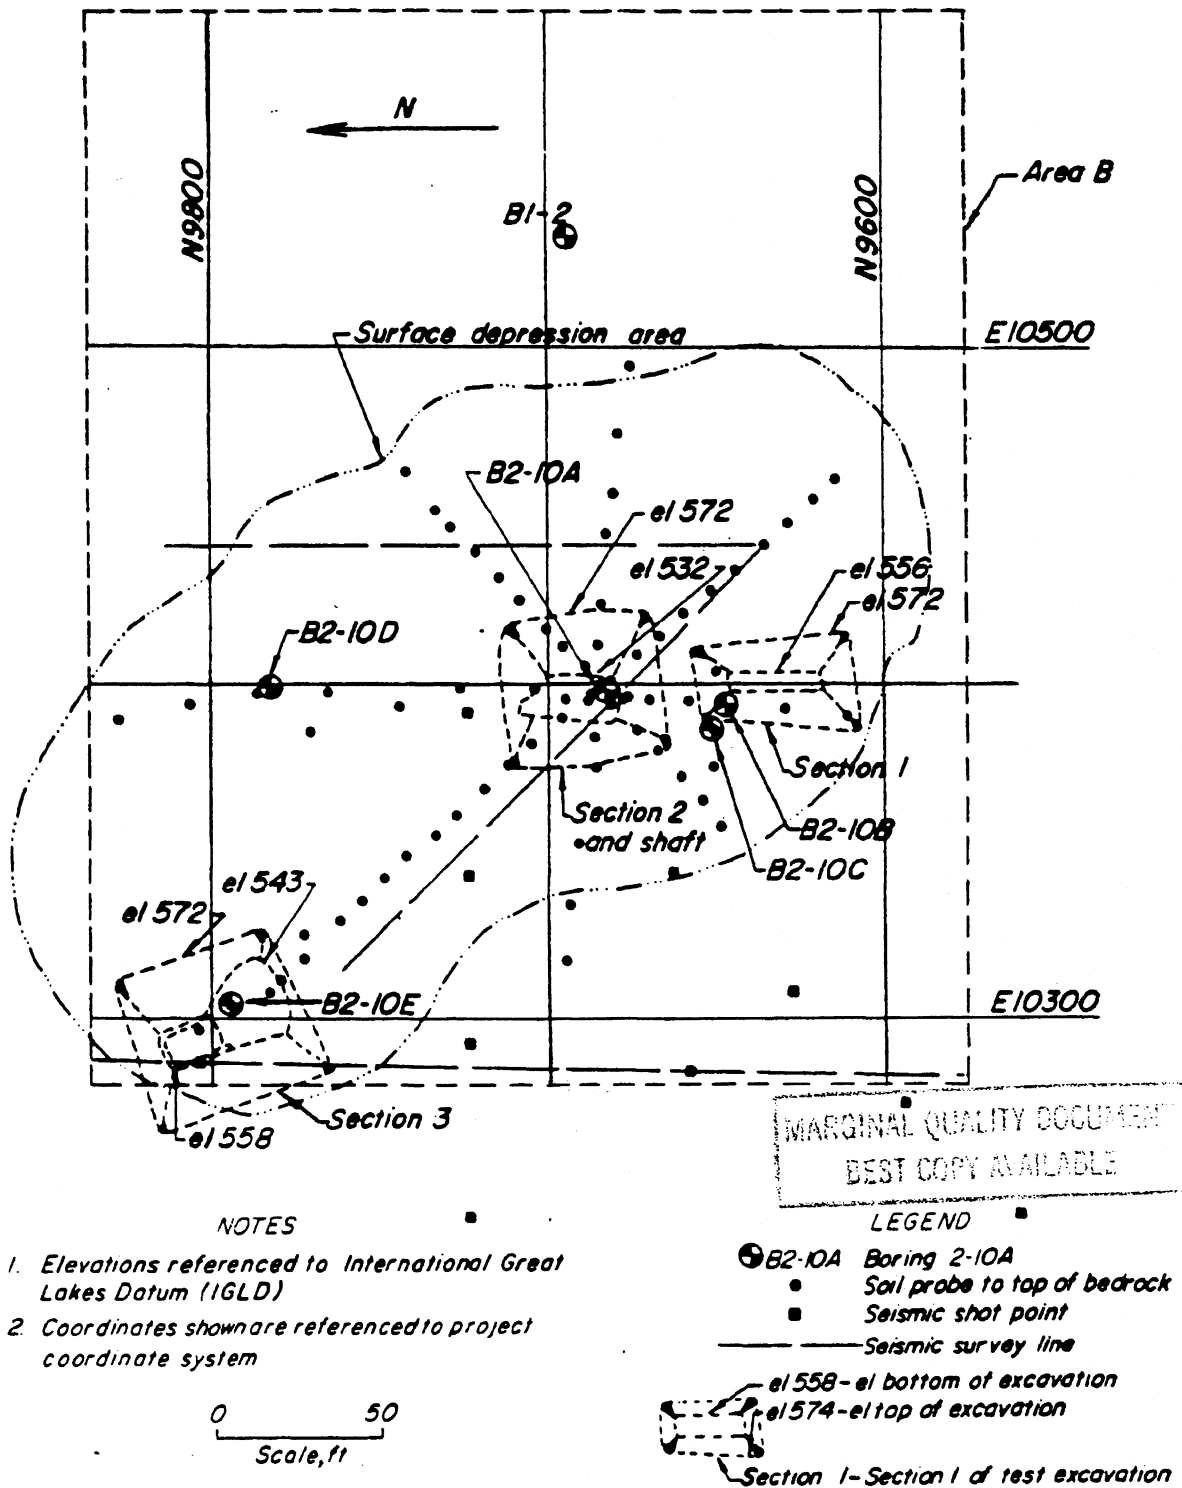 N
N9800
N9600
Area B
B1-2
Surface depression area
E10500
B2-10A
el 572
el 532
el 556
el 572
B2-10D
Section 1
Section 2
and shaft
B2-10B
B2-10C
el 543
el 572
B2-10E
E10300
Section 3
el 558
MARGINAL QUALITY DOCUMENT
BEST COPY AVAILABLE
NOTES
1. Elevations referenced to International Great
Lakes Datum (IGLD)
2. Coordinates shown are referenced to project
coordinate system
0 50
Scale, ft
LEGEND
B2-10A Boring 2-10A
Soil probe to top of bedrock
Seismic shot point
Seismic survey line
el 558-el bottom of excavation
el 574-el top of excavation
Section 1-Section 1 of test excavation